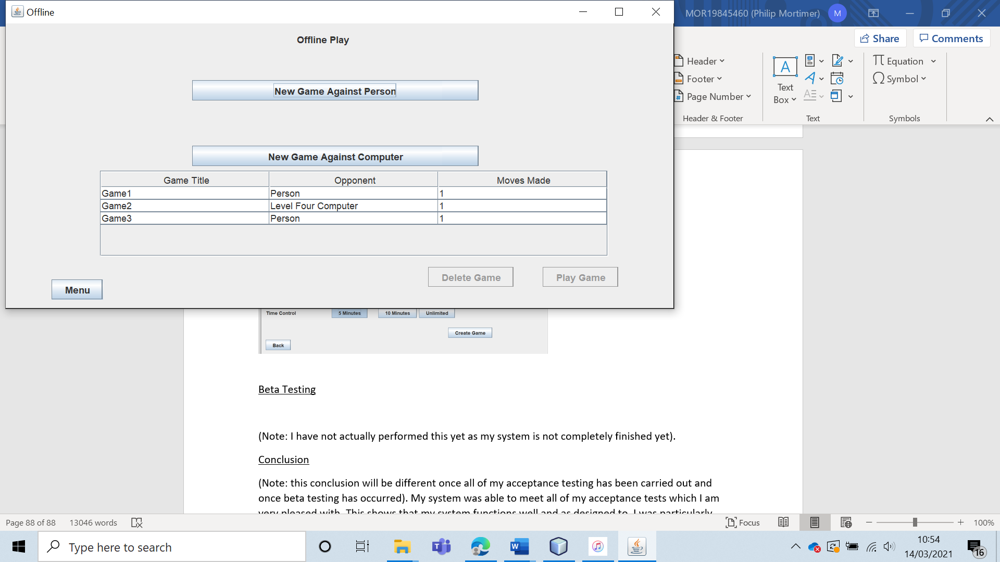 Offline
MOR19845460 (Philip Mortimer)
M
Share
Comments
Offline Play
New Game Against Person
New Game Against Computer
Game Title Opponent Moves Made
Game1 Person 1
Game2 Level Four Computer 1
Game3 Person 1
Delete Game
Play Game
Menu
Header
Footer
Page Number
Header & Footer
A
Text
Box
Text
Equation
Symbol
Symbols
Time Control 5 Minutes 10 Minutes Unlimited
Create Game
Back
Beta Testing
(Note: I have not actually performed this yet as my system is not completely finished yet).
Conclusion
(Note: this conclusion will be different once all of my acceptance testing has been carried out and
once beta testing has occurred). My system was able to meet all of my acceptance tests which I am
very pleased with. This shows that my system functions well and as designed to. I was particularly
Page 88 of 88 13046 words
Focus
100%
Type here to search
10:54
14/03/2021
16